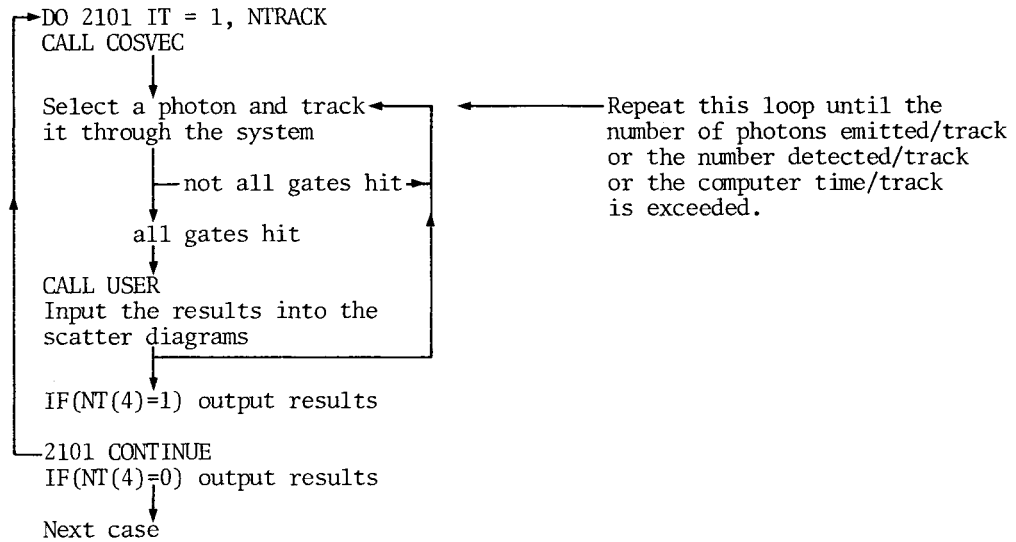 DO 2101 IT = 1, NTRACK
CALL COSVEC
Select a photon and track
it through the system
Repeat this loop until the
number of photons emitted/track
or the number detected/track
or the computer time/track
is exceeded.
not all gates hit
all gates hit
CALL USER
Input the results into the
scatter diagrams
IF(NT(4)=1) output results
2101 CONTINUE
IF(NT(4)=0) output results
Next case